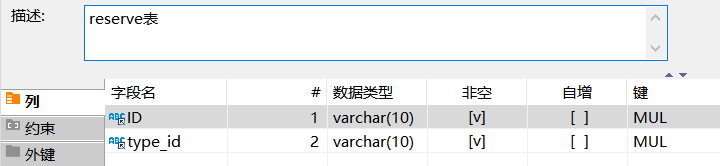 描述:
reserve表
列
约束
外键
字段名 # 数据类型 非空 自增 键
ID 1 varchar(10) [v] [ ] MUL
type_id 2 varchar(10) [v] [ ] MUL